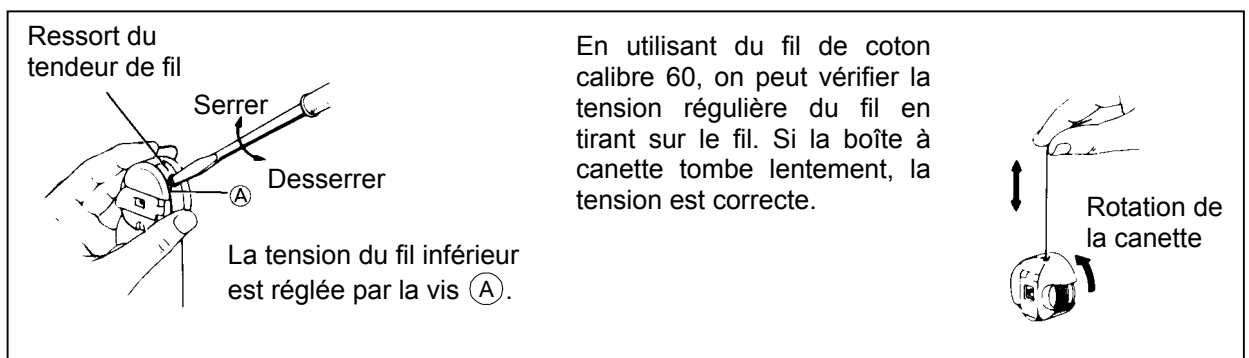 Ressort du
tendeur de fil
Serrer
Desserrer
A
La tension du fil inférieur
est réglée par la vis A.
En utilisant du fil de coton
calibre 60, on peut vérifier la
tension régulière du fil en
tirant sur le fil. Si la boîte à
canette tombe lentement, la
tension est correcte.
Rotation de
la canette